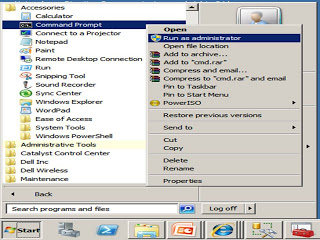 Accessories
Calculator
Command Prompt
Connect to a Projector
Notepad
Paint
Remote Desktop Connection
Run
Snipping Tool
Sound Recorder
Sync Center
Windows Explorer
WordPad
Ease of Access
System Tools
Windows PowerShell
Administrative Tools
Catalyst Control Center
Dell Inc
Dell Wireless
Maintenance
Back
Search programs and files
Log off
Start
Open
Run as administrator
Open file location
Add to archive...
Add to "cmd.rar"
Compress and email...
Compress to "cmd.rar" and email
Pin to Taskbar
Pin to Start Menu
PowerISO
Restore previous versions
Send to
Cut
Copy
Delete
Rename
Properties